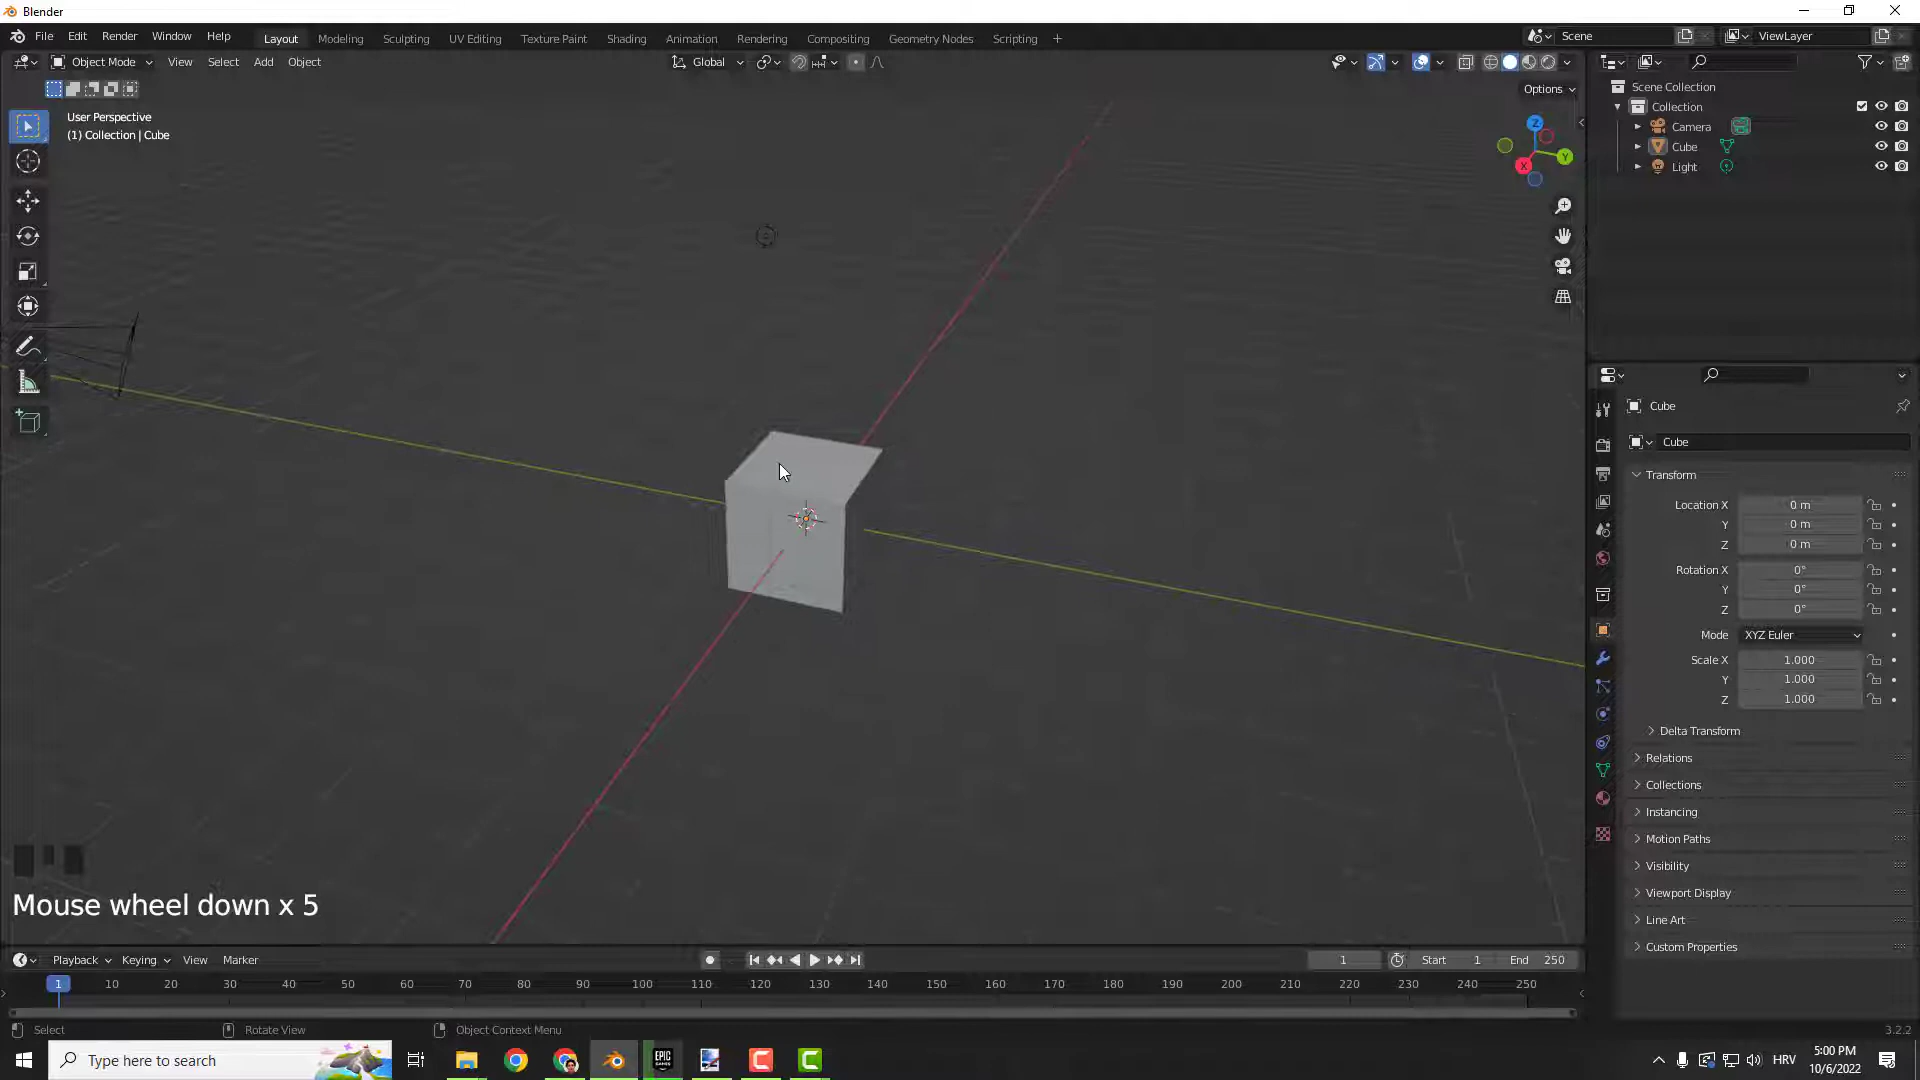 Blender
File Edit Render Window Help
Layout Modeling Sculpting UV Editing Texture Paint Shading Animation Rendering Compositing Geometry Nodes Scripting +
Scene
ViewLayer
Object Mode View Select Add Object
Global
Options
User Perspective
(1) Collection | Cube
Z
Y
X
Scene Collection
Collection
Camera
Cube
Light
Cube
Cube
Transform
Location X 0 m
Y 0 m
Z 0 m
Rotation X 0°
Y 0°
Z 0°
Mode XYZ Euler
Scale X 1.000
Y 1.000
Z 1.000
Delta Transform
Relations
Collections
Instancing
Motion Paths
Visibility
Viewport Display
Line Art
Custom Properties
Mouse wheel down x 5
Playback Keying View Marker
1 Start 1 End 250
1 10 20 30 40 50 60 70 80 90 100 110 120 130 140 150 160 170 180 190 200 210 220 230 240 250
Select Rotate View Object Context Menu
3.2.2
Type here to search
EPIC GAMES
HRV
5:00 PM
10/6/2022